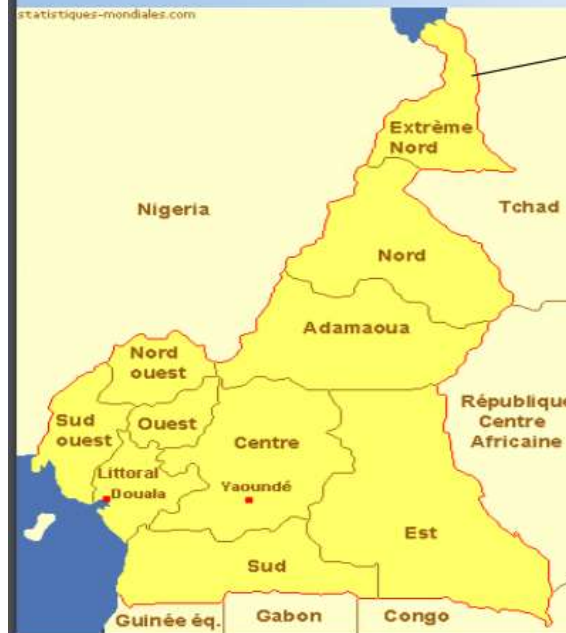 statistiques-mondiales.com
Extrème
Nord
Nigeria
Tchad
Nord
Adamaoua
Nord
ouest
République
Centre
Africaine
Sud
ouest
Ouest
Centre
Littoral
Douala
Yaoundé
Est
Sud
Guinée éq.
Gabon
Congo